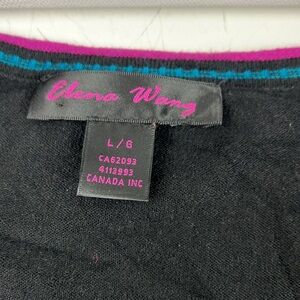 Elena Wang
L/G
CA62093
4113993
CANADA INC